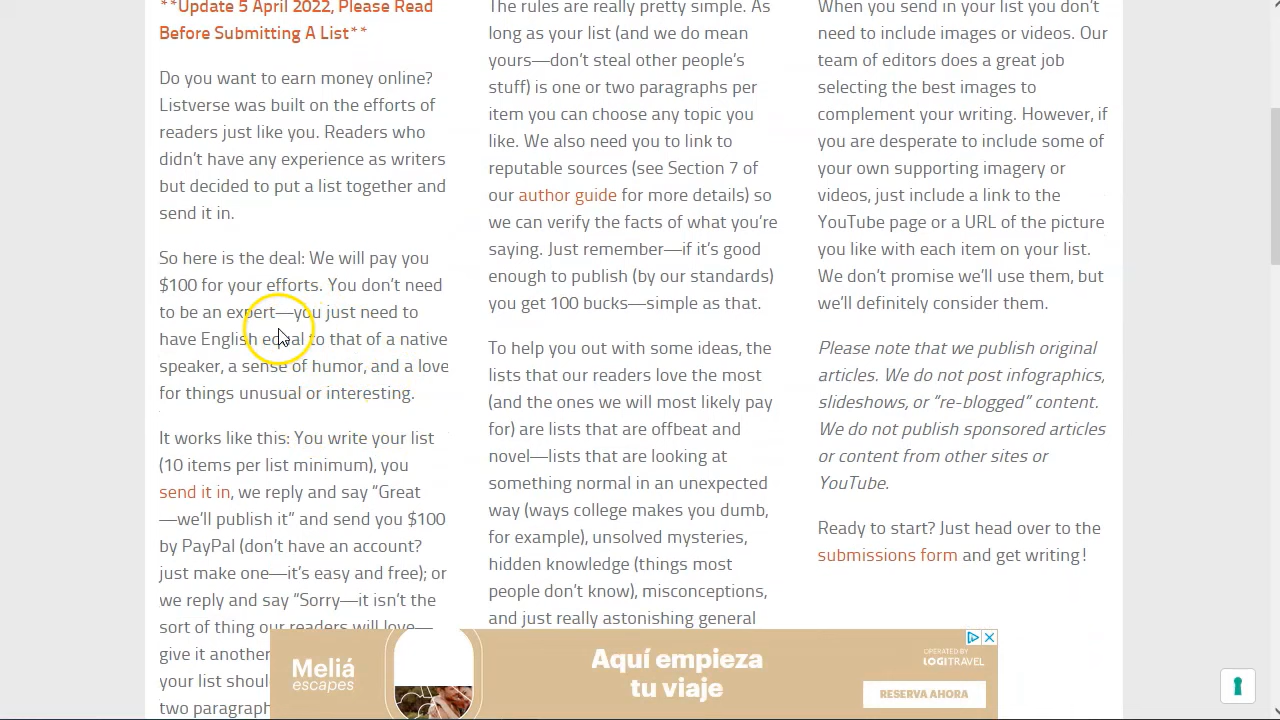 **Update 5 April 2022, Please Read
Before Submitting A List**
Do you want to earn money online?
Listverse was built on the efforts of
readers just like you. Readers who
didn’t have any experience as writers
but decided to put a list together and
send it in.
So here is the deal: We will pay you
$100 for your efforts. You don’t need
to be an expert—you just need to
have English equal to that of a native
speaker, a sense of humor, and a love
for things unusual or interesting.
It works like this: You write your list
(10 items per list minimum), you
send it in, we reply and say “Great
—we’ll publish it” and send you $100
by PayPal (don’t have an account?
just make one—it’s easy and free); or
we reply and say “Sorry—it isn’t the
sort of thing our readers will love—
give it another
your list shoul
two paragraph
The rules are really pretty simple. As
long as your list (and we do mean
yours—don’t steal other people’s
stuff) is one or two paragraphs per
item you can choose any topic you
like. We also need you to link to
reputable sources (see Section 7 of
our author guide for more details) so
we can verify the facts of what you’re
saying. Just remember—if it’s good
enough to publish (by our standards)
you get 100 bucks—simple as that.
To help you out with some ideas, the
lists that our readers love the most
(and the ones we will most likely pay
for) are lists that are offbeat and
novel—lists that are looking at
something normal in an unexpected
way (ways college makes you dumb,
for example), unsolved mysteries,
hidden knowledge (things most
people don’t know), misconceptions,
and just really astonishing general
When you send in your list you don’t
need to include images or videos. Our
team of editors does a great job
selecting the best images to
complement your writing. However, if
you are desperate to include some of
your own supporting imagery or
videos, just include a link to the
YouTube page or a URL of the picture
you like with each item on your list.
We don’t promise we’ll use them, but
we’ll definitely consider them.
Please note that we publish original
articles. We do not post infographics,
slideshows, or “re-blogged” content.
We do not publish sponsored articles
or content from other sites or
YouTube.
Ready to start? Just head over to the
submissions form and get writing!
Meliá
escapes
Aquí empieza
tu viaje
OPERATED BY
LOGITRAVEL
RESERVA AHORA